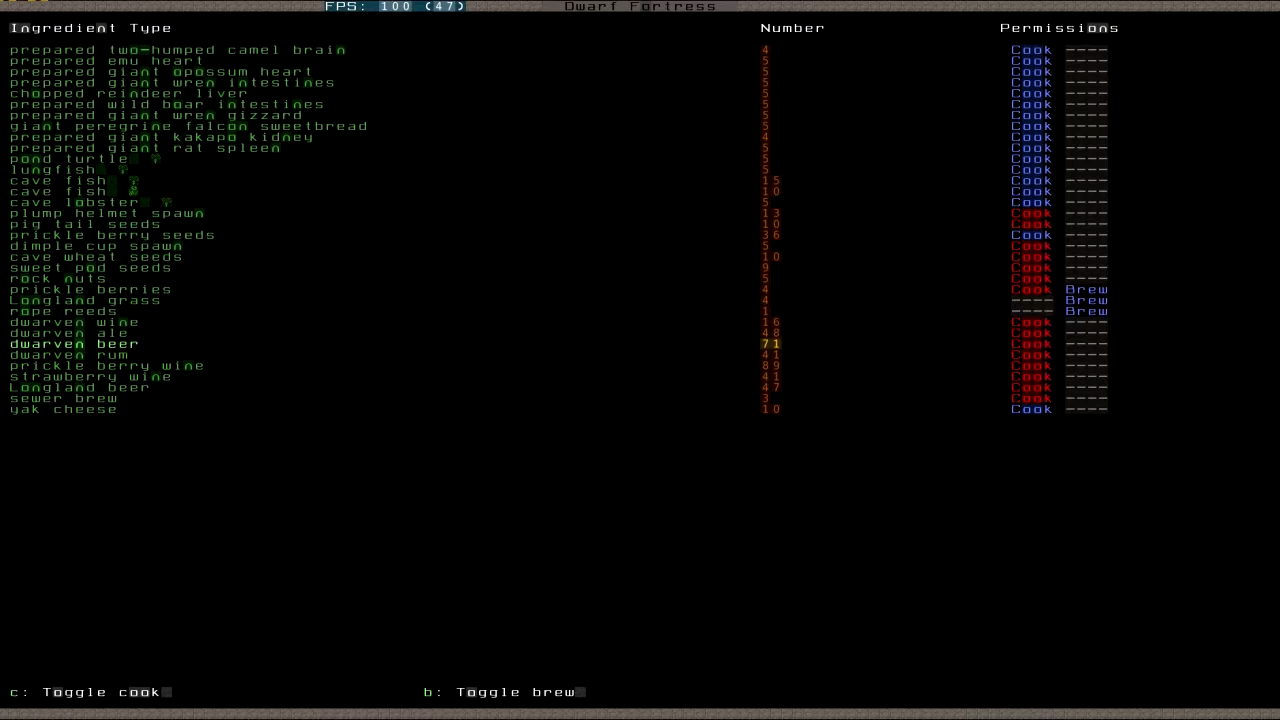 FPS: 100 (47) Dwarf Fortress
Ingredient Type Number Permissions
prepared two-humped camel brain 4 Cook ----
prepared emu heart 5 Cook ----
prepared giant opossum heart 5 Cook ----
prepared giant wren intestines 5 Cook ----
chopped reindeer liver 5 Cook ----
prepared wild boar intestines 5 Cook ----
prepared giant wren gizzard 5 Cook ----
giant peregrine falcon sweetbread 5 Cook ----
prepared giant kakapo kidney 4 Cook ----
prepared giant rat spleen 5 Cook ----
pond turtle 5 Cook ----
lungfish 5 Cook ----
cave fish 15 Cook ----
cave fish 10 Cook ----
cave lobster 5 Cook ----
plump helmet spawn 13 Cook ----
pig tail seeds 10 Cook ----
prickle berry seeds 36 Cook ----
dimple cup spawn 5 Cook ----
cave wheat seeds 10 Cook ----
sweet pod seeds 9 Cook ----
rock nuts 5 Cook ----
prickle berries 4 Cook Brew
Longland grass 4 ---- Brew
rope reeds 1 ---- Brew
dwarven wine 16 Cook ----
dwarven ale 48 Cook ----
dwarven beer 71 Cook ----
dwarven rum 41 Cook ----
prickle berry wine 89 Cook ----
strawberry wine 41 Cook ----
Longland beer 47 Cook ----
sewer brew 3 Cook ----
yak cheese 10 Cook ----
c: Toggle cook b: Toggle brew